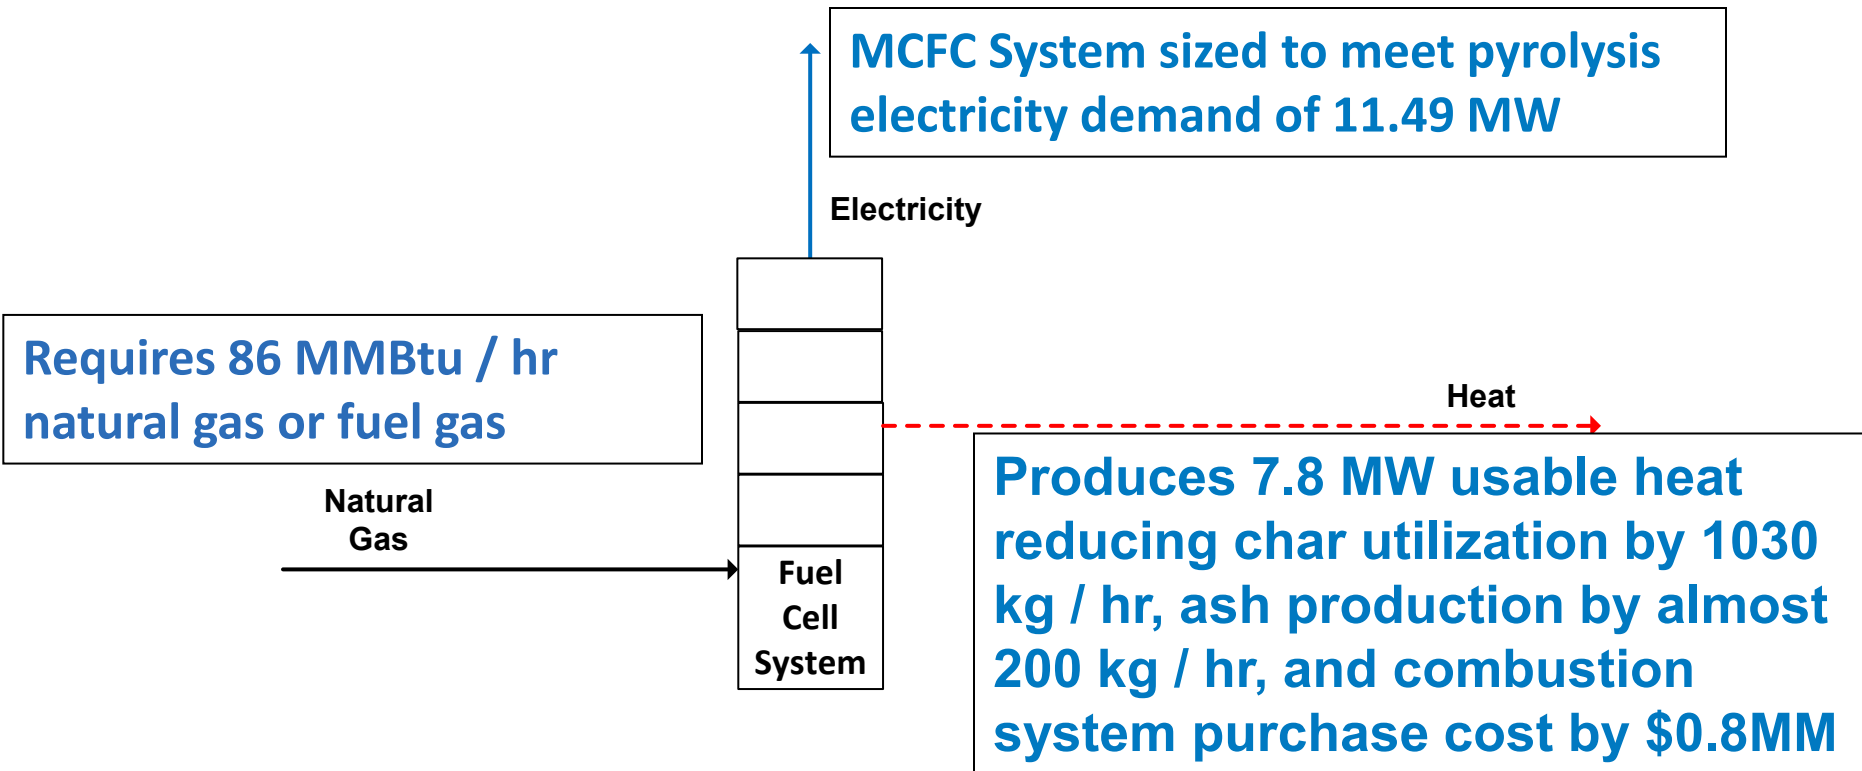 MCFC System sized to meet pyrolysis
electricity demand of 11.49 MW
Electricity
Requires 86 MMBtu / hr
natural gas or fuel gas
Heat
Natural
Gas
Fuel
Cell
System
Produces 7.8 MW usable heat
reducing char utilization by 1030
kg / hr, ash production by almost
200 kg / hr, and combustion
system purchase cost by $0.8MM